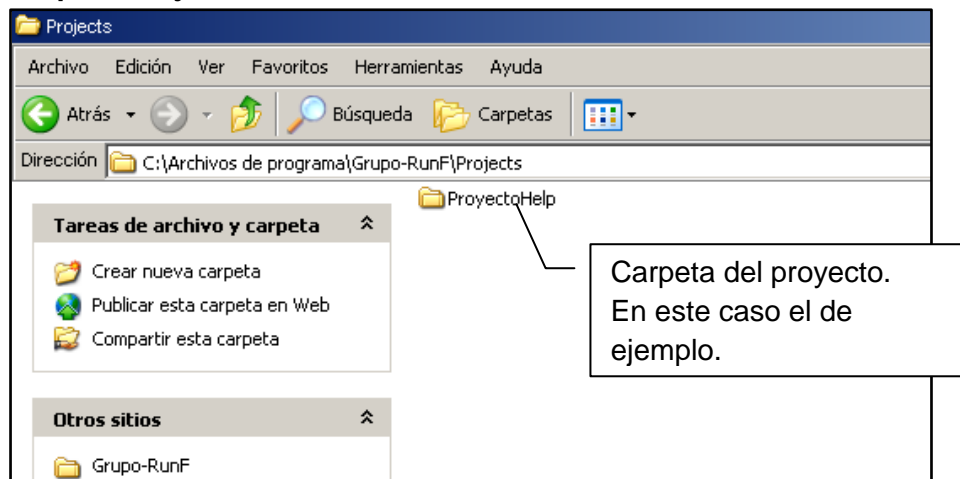 Projects
Archivo Edición Ver Favoritos Herramientas Ayuda
Atrás Búsqueda Carpetas
Dirección C:\Archivos de programa\Grupo-RunF\Projects
ProyectoHelp
Tareas de archivo y carpeta
Crear nueva carpeta
Publicar esta carpeta en Web
Compartir esta carpeta
Carpeta del proyecto.
En este caso el de
ejemplo.
Otros sitios
Grupo-RunF